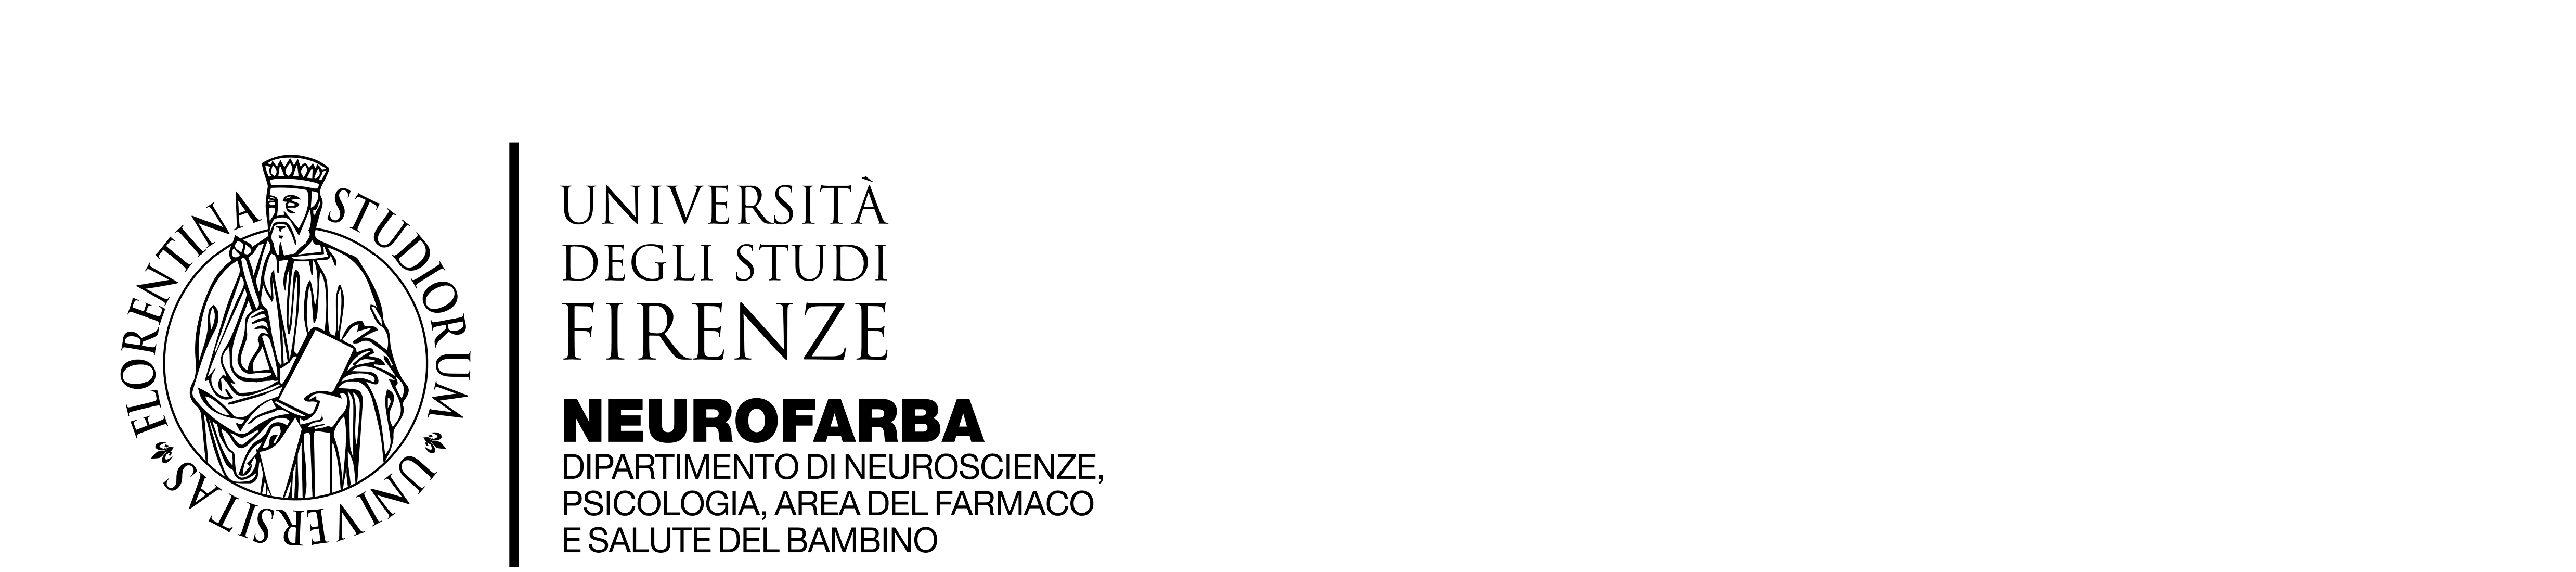 FLORENTINA STUDIORUM UNIVERSITAS
UNIVERSITÀ
DEGLI STUDI
FIRENZE
NEUROFARBA
DIPARTIMENTO DI NEUROSCIENZE,
PSICOLOGIA, AREA DEL FARMACO
E SALUTE DEL BAMBINO